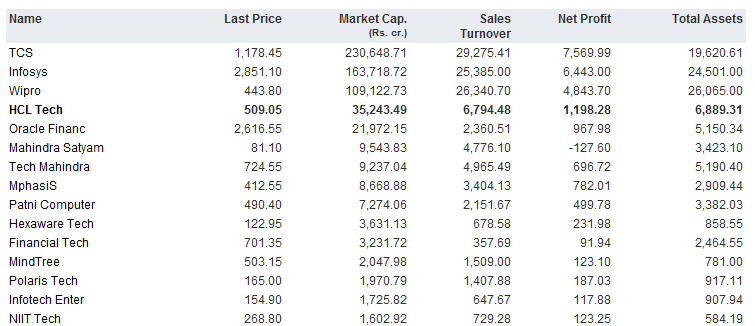 Name Last Price Market Cap. Sales Net Profit Total Assets
(Rs. cr.) Turnover
TCS 1,178.45 230,648.71 29,275.41 7,569.99 19,620.61
Infosys 2,851.10 163,718.72 25,385.00 6,443.00 24,501.00
Wipro 443.80 109,122.73 26,340.70 4,843.70 26,065.00
HCL Tech 509.05 35,243.49 6,794.48 1,198.28 6,889.31
Oracle Financ 2,616.55 21,972.15 2,360.51 967.98 5,150.34
Mahindra Satyam 81.10 9,543.83 4,776.10 -127.60 3,423.10
Tech Mahindra 724.55 9,237.04 4,965.49 696.72 5,190.40
MphasiS 412.55 8,668.88 3,404.13 782.01 2,909.44
Patni Computer 490.40 7,274.06 2,151.67 499.78 3,382.03
Hexaware Tech 122.95 3,631.13 678.58 231.98 858.55
Financial Tech 701.35 3,231.72 357.69 91.94 2,464.55
MindTree 503.15 2,047.98 1,509.00 123.10 781.00
Polaris Tech 165.00 1,970.79 1,407.88 187.03 917.11
Infotech Enter 154.90 1,725.82 647.67 117.88 907.94
NIIT Tech 268.80 1,602.92 729.28 123.25 584.19